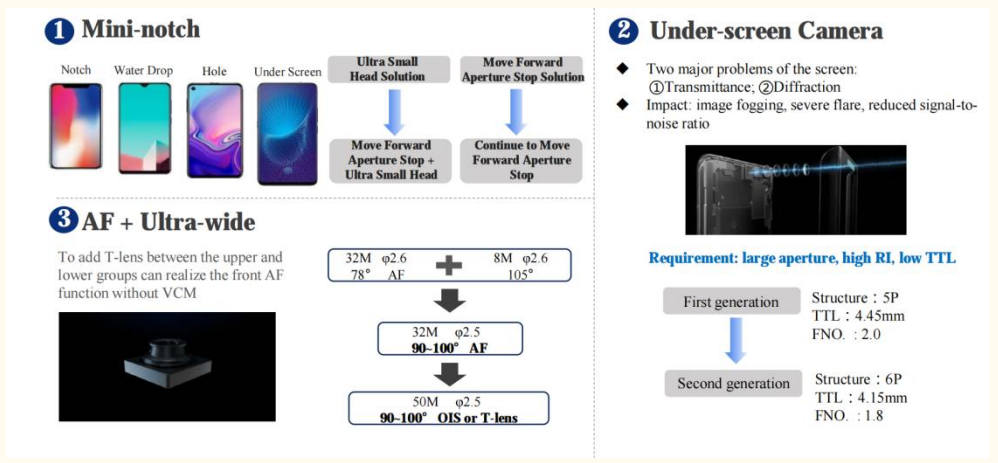 1 Mini-notch
Notch Water Drop Hole Under Screen
Ultra Small
Head Solution
Move Forward
Aperture Stop +
Ultra Small Head
Move Forward
Aperture Stop Solution
Continue to Move
Forward Aperture
Stop
2 Under-screen Camera
◆ Two major problems of the screen:
①Transmittance; ②Diffraction
◆ Impact: image fogging, severe flare, reduced signal-to-
noise ratio
Requirement: large aperture, high RI, low TTL
First generation
Structure：5P
TTL：4.45mm
FNO.：2.0
Second generation
Structure：6P
TTL：4.15mm
FNO.：1.8
3 AF + Ultra-wide
To add T-lens between the upper and
lower groups can realize the front AF
function without VCM
32M φ2.6
78° AF
8M φ2.6
105°
32M φ2.5
90~100° AF
50M φ2.5
90~100° OIS or T-lens